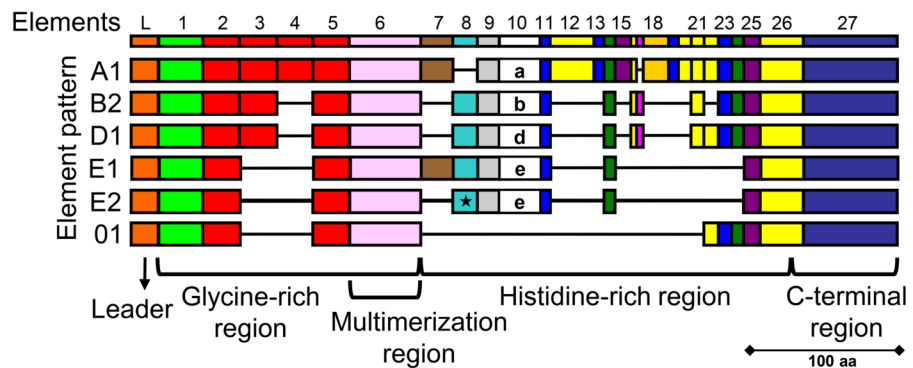 Elements L 1 2 3 4 5 6 7 8 9 10 11 12 13 15 18 21 23 25 26 27
Element pattern
A1 a
B2 b
D1 d
E1 e
E2 ★ e
01
Leader
Glycine-rich
region
Multimerization
region
Histidine-rich region
C-terminal
region
100 aa